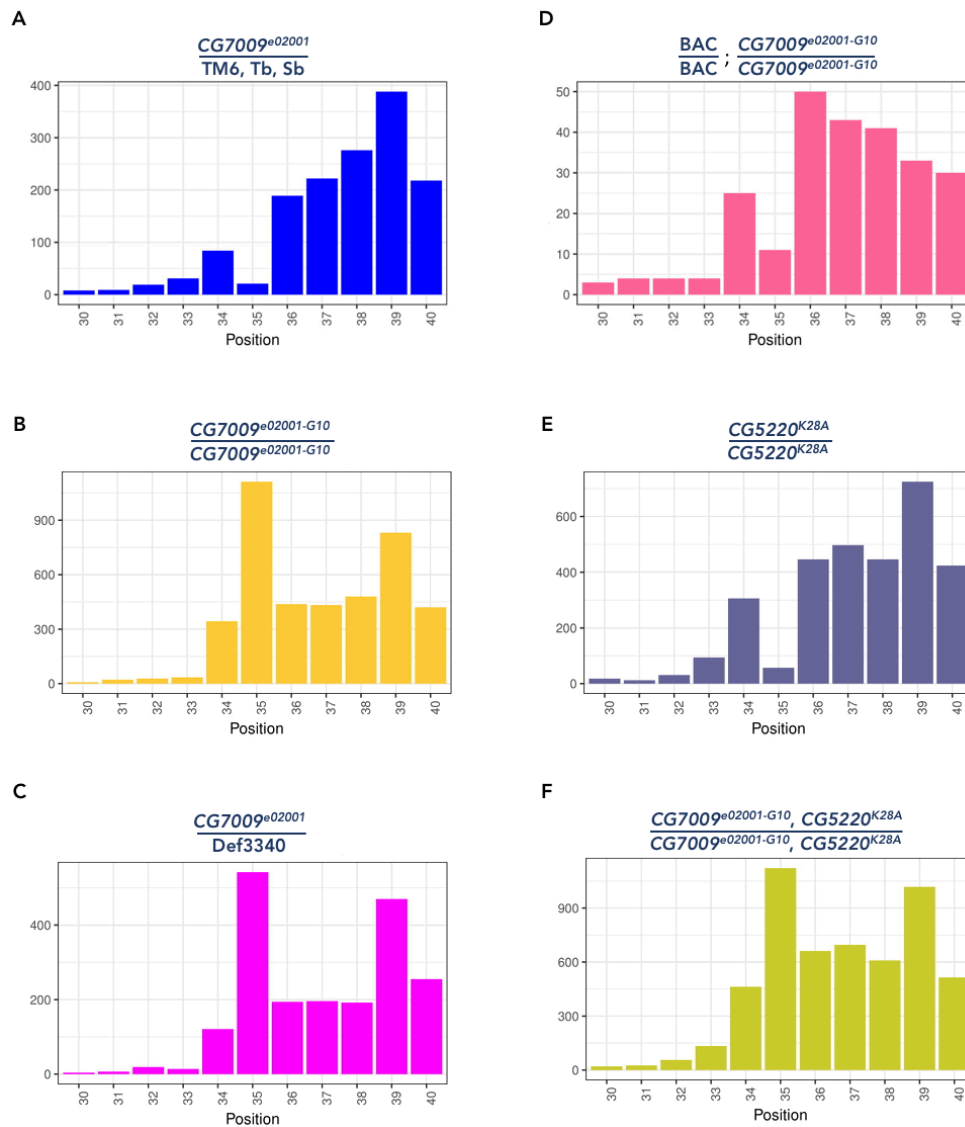 A
CG7009e02001
TM6, Tb, Sb
400
300
200
100
0
30 31 32 33 34 35 36 37 38 39 40
Position
B
CG7009e02001-G10
CG7009e02001-G10
900
600
300
0
30 31 32 33 34 35 36 37 38 39 40
Position
C
CG7009e02001
Def3340
400
200
0
30 31 32 33 34 35 36 37 38 39 40
Position
D
BAC ; CG7009e02001-G10
BAC CG7009e02001-G10
50
40
30
20
10
0
30 31 32 33 34 35 36 37 38 39 40
Position
E
CG5220K28A
CG5220K28A
600
400
200
0
30 31 32 33 34 35 36 37 38 39 40
Position
F
CG7009e02001-G10, CG5220K28A
CG7009e02001-G10, CG5220K28A
900
600
300
0
30 31 32 33 34 35 36 37 38 39 40
Position